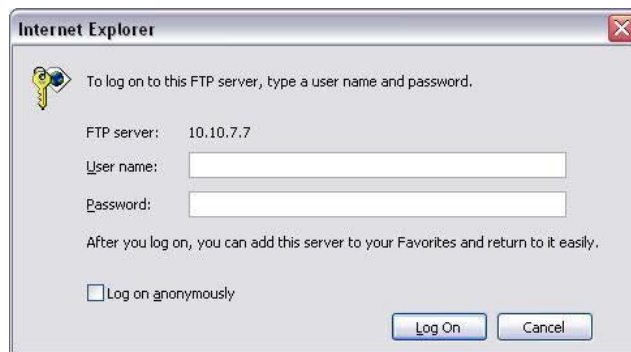 Internet Explorer
To log on to this FTP server, type a user name and password.
FTP server: 10.10.7.7
User name:
Password:
After you log on, you can add this server to your Favorites and return to it easily.
Log on anonymously
Log On Cancel